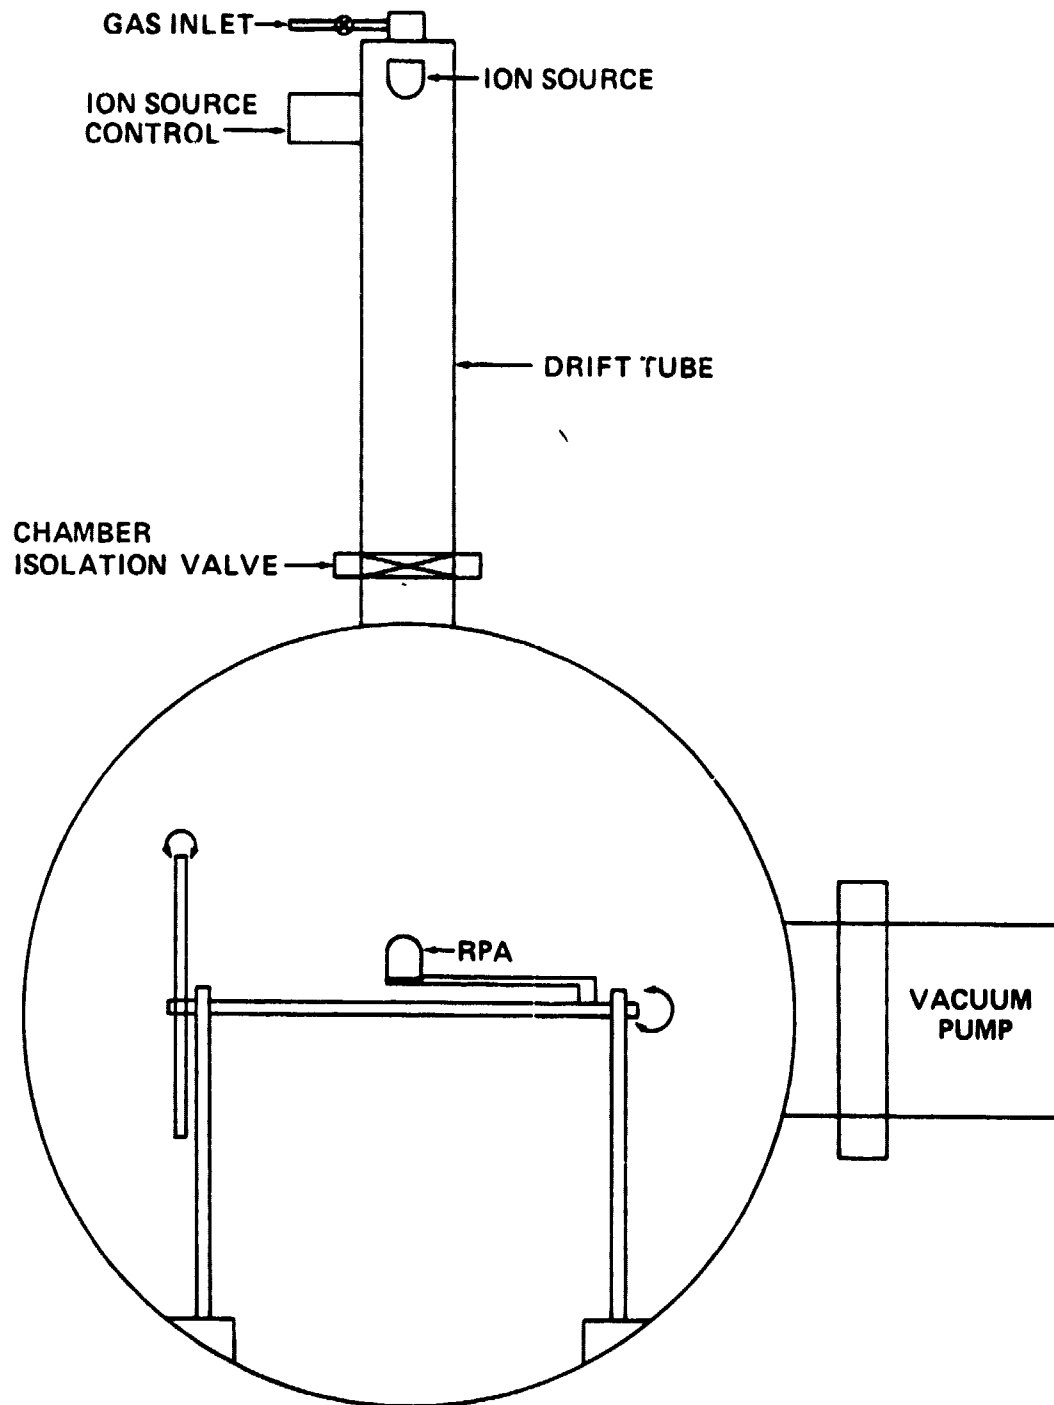 GAS INLET
ION SOURCE
ION SOURCE
CONTROL
DRIFT TUBE
CHAMBER
ISOLATION VALVE
RPA
VACUUM
PUMP